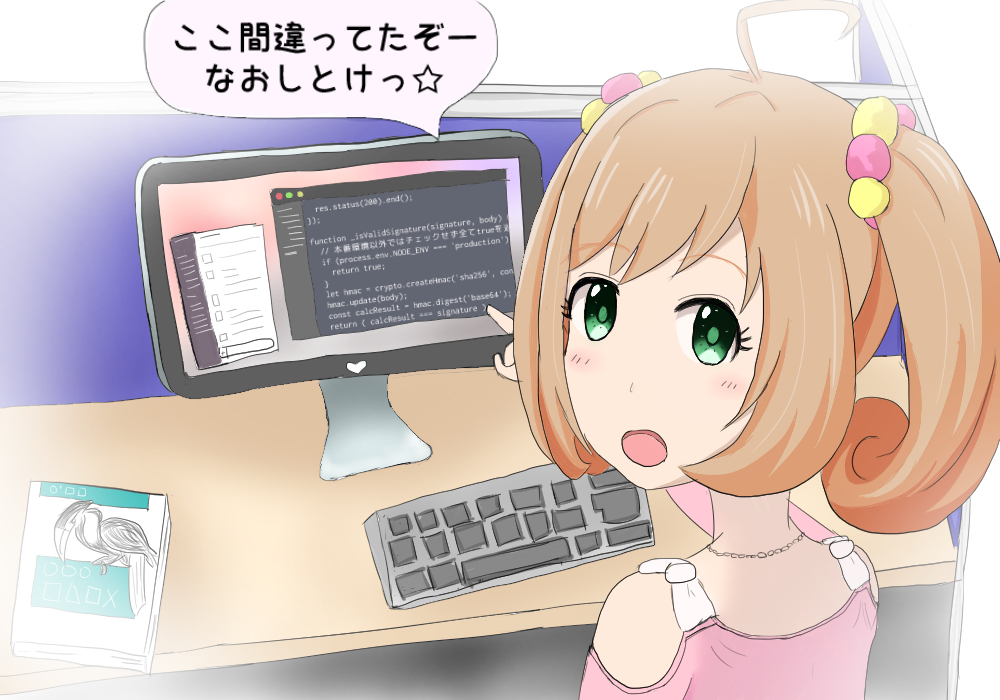 ここ間違ってたぞー
なおしとけっ☆
res.status(200).end();
});
function _isValidSignature(signature, body)
// 本番環境以外ではチェックせず全てtrueを
if (process.env.NODE_ENV === 'production')
return true;
}
let hmac = crypto.createHmac('sha256', con
hmac.update(body);
const calcResult = hmac.digest('base64');
return ( calcResult === signature )